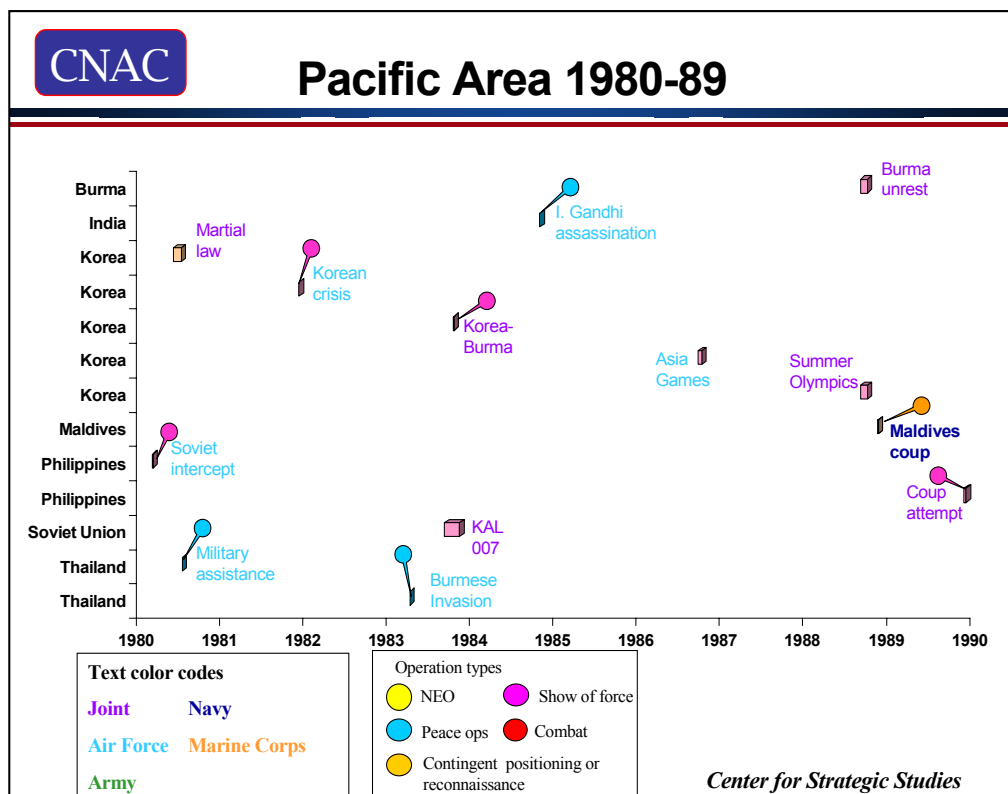 CNAC
Pacific Area 1980-89
Burma
India
Korea
Korea
Korea
Korea
Korea
Maldives
Philippines
Philippines
Soviet Union
Thailand
Thailand
Burma
unrest
I. Gandhi
assassination
Martial
law
Korean
crisis
Korea-
Burma
Asia
Games
Summer
Olympics
Maldives
coup
Soviet
intercept
Coup
attempt
KAL
007
Military
assistance
Burmese
Invasion
1980 1981 1982 1983 1984 1985 1986 1987 1988 1989 1990
Text color codes
Joint Navy
Air Force Marine Corps
Army
Operation types
NEO Show of force
Peace ops Combat
Contingent positioning or
reconnaissance
Center for Strategic Studies